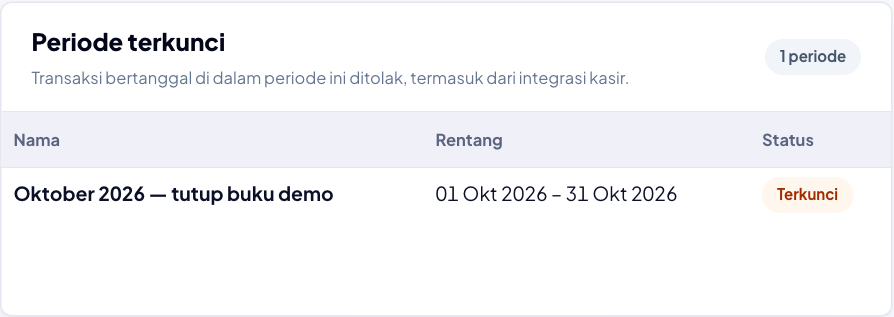 Periode terkunci
Transaksi bertanggal di dalam periode ini ditolak, termasuk dari integrasi kasir.
1 periode
Nama Rentang Status
Oktober 2026 — tutup buku demo 01 Okt 2026 – 31 Okt 2026 Terkunci